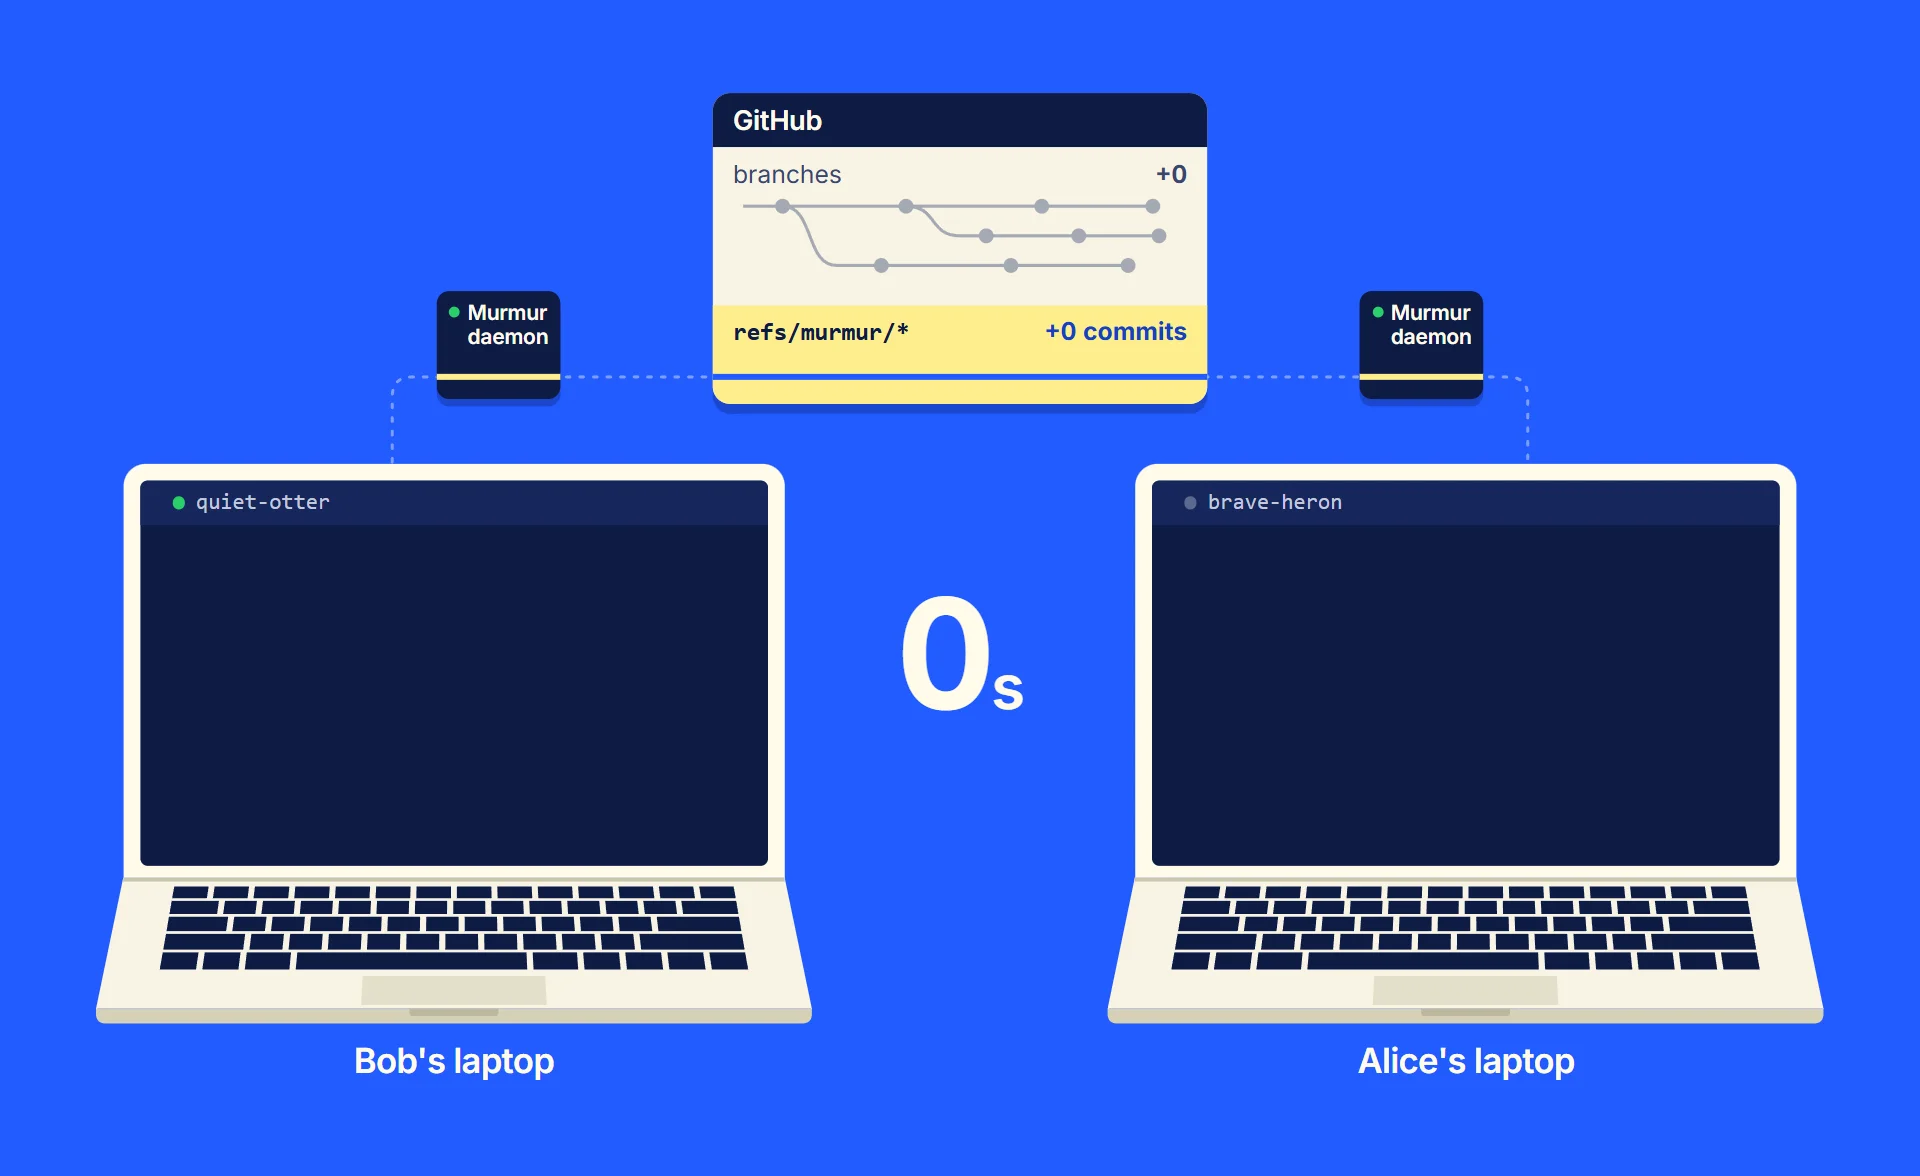 GitHub
branches +0
refs/murmur/* +0 commits
Murmur
daemon
Murmur
daemon
quiet-otter
brave-heron
0s
Bob's laptop
Alice's laptop